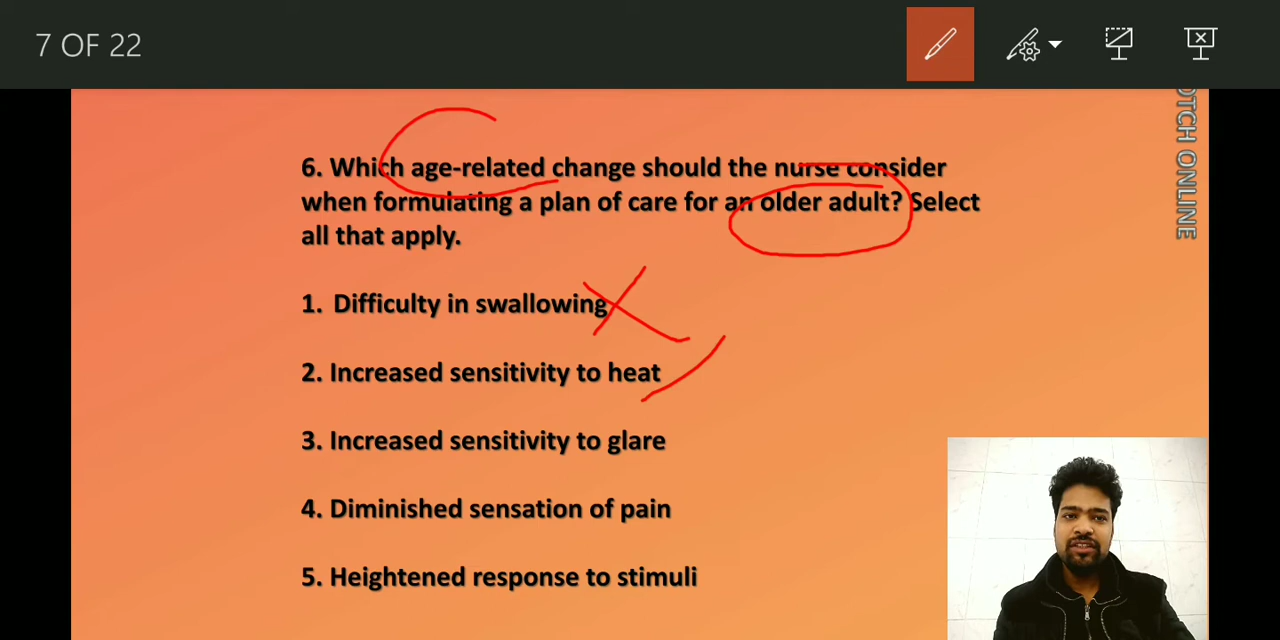 7 OF 22
OTCH ONLINE
6. Which age-related change should the nurse consider
when formulating a plan of care for an older adult? Select
all that apply.
1. Difficulty in swallowing
2. Increased sensitivity to heat
3. Increased sensitivity to glare
4. Diminished sensation of pain
5. Heightened response to stimuli